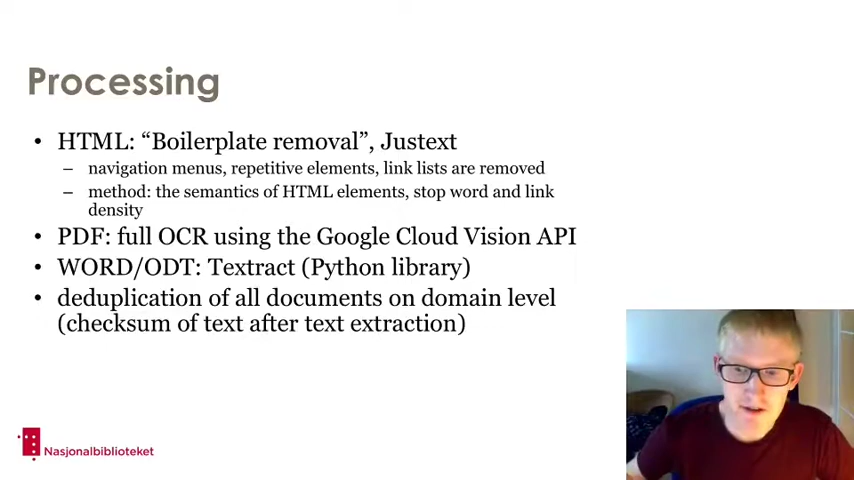 Processing
• HTML: “Boilerplate removal”, Justext
– navigation menus, repetitive elements, link lists are removed
– method: the semantics of HTML elements, stop word and link
density
• PDF: full OCR using the Google Cloud Vision API
• WORD/ODT: Textract (Python library)
• deduplication of all documents on domain level
(checksum of text after text extraction)
Nasjonalbiblioteket